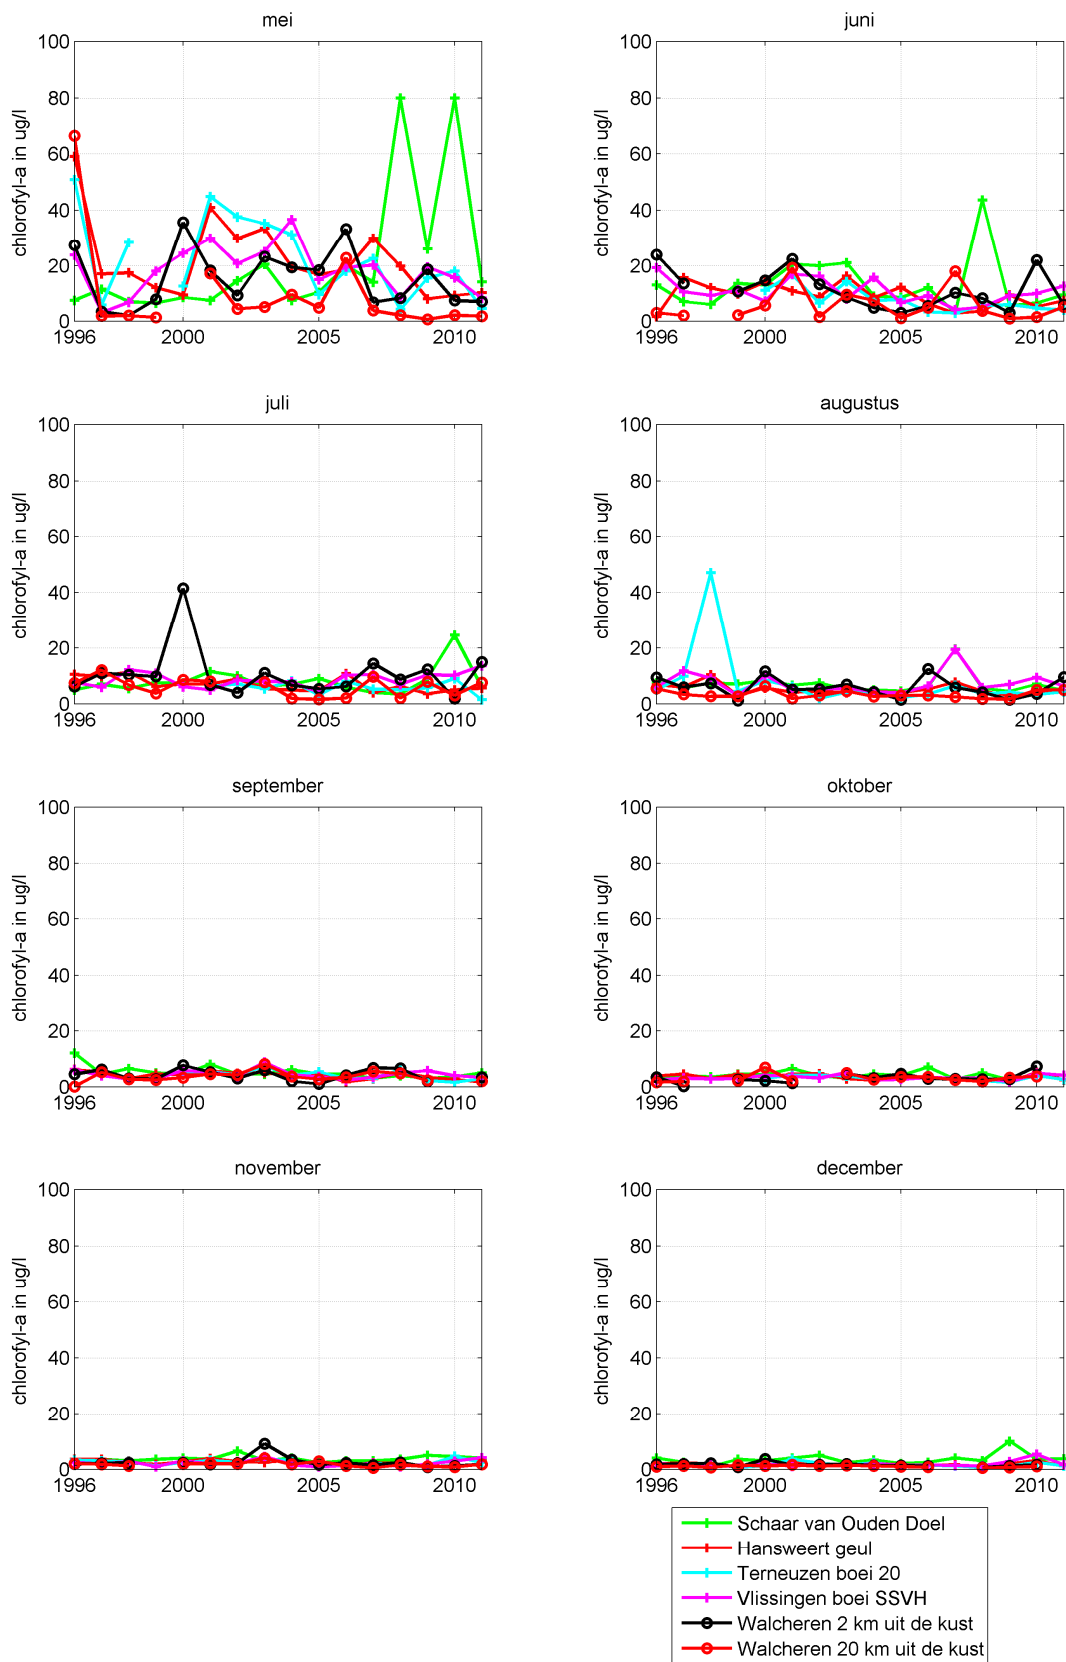 mei
100
80
60
40
20
0
1996 2000 2005 2010
chlorofyl-a in ug/l
juni
100
80
60
40
20
0
1996 2000 2005 2010
chlorofyl-a in ug/l
juli
100
80
60
40
20
0
1996 2000 2005 2010
chlorofyl-a in ug/l
augustus
100
80
60
40
20
0
1996 2000 2005 2010
chlorofyl-a in ug/l
september
100
80
60
40
20
0
1996 2000 2005 2010
chlorofyl-a in ug/l
oktober
100
80
60
40
20
0
1996 2000 2005 2010
chlorofyl-a in ug/l
november
100
80
60
40
20
0
1996 2000 2005 2010
chlorofyl-a in ug/l
december
100
80
60
40
20
0
1996 2000 2005 2010
chlorofyl-a in ug/l
Schaar van Ouden Doel
Hansweert geul
Terneuzen boei 20
Vlissingen boei SSVH
Walcheren 2 km uit de kust
Walcheren 20 km uit de kust